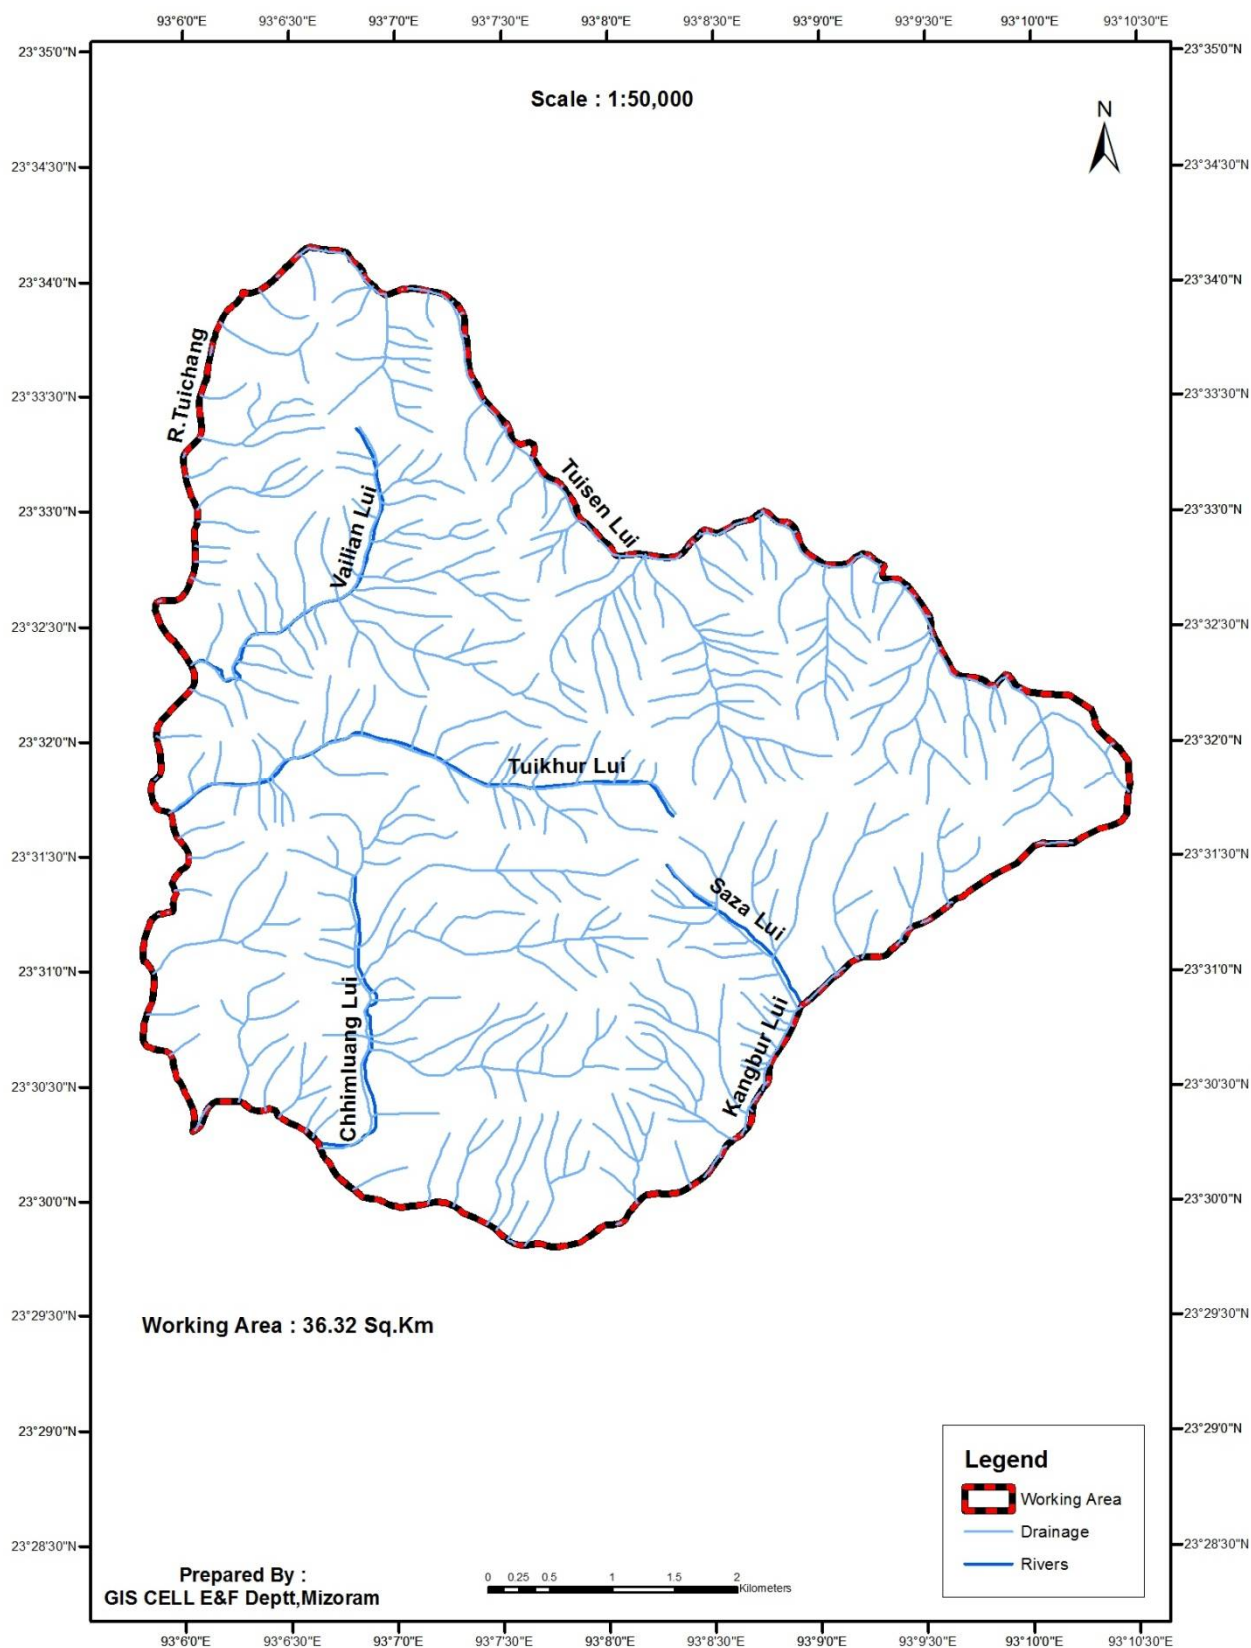 93°6'0"E 93°6'30"E 93°7'0"E 93°7'30"E 93°8'0"E 93°8'30"E 93°9'0"E 93°9'30"E 93°10'0"E 93°10'30"E
23°35'0"N 23°35'0"N
Scale : 1:50,000
N
23°34'30"N 23°34'30"N
23°34'0"N 23°34'0"N
R.Tuichang
23°33'30"N 23°33'30"N
Tuisen Lui
23°33'0"N 23°33'0"N
Vailian Lui
23°32'30"N 23°32'30"N
23°32'0"N 23°32'0"N
Tuikhur Lui
23°31'30"N 23°31'30"N
Saza Lui
23°31'0"N 23°31'0"N
Chhimluang Lui
Kangbur Lui
23°30'30"N 23°30'30"N
23°30'0"N 23°30'0"N
23°29'30"N 23°29'30"N
Working Area : 36.32 Sq.Km
23°29'0"N 23°29'0"N
Legend
Working Area
Drainage
Rivers
23°28'30"N 23°28'30"N
Prepared By :
GIS CELL E&F Deptt,Mizoram
0 0.25 0.5 1 1.5 2
Kilometers
93°6'0"E 93°6'30"E 93°7'0"E 93°7'30"E 93°8'0"E 93°8'30"E 93°9'0"E 93°9'30"E 93°10'0"E 93°10'30"E